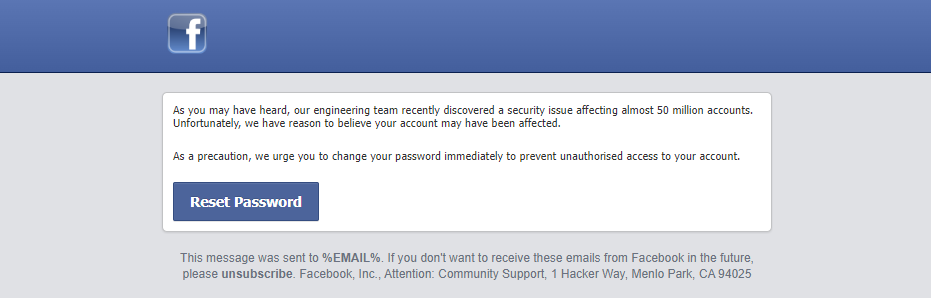 f
As you may have heard, our engineering team recently discovered a security issue affecting almost 50 million accounts.
Unfortunately, we have reason to believe your account may have been affected.
As a precaution, we urge you to change your password immediately to prevent unauthorised access to your account.
Reset Password
This message was sent to %EMAIL%. If you don't want to receive these emails from Facebook in the future,
please unsubscribe. Facebook, Inc., Attention: Community Support, 1 Hacker Way, Menlo Park, CA 94025